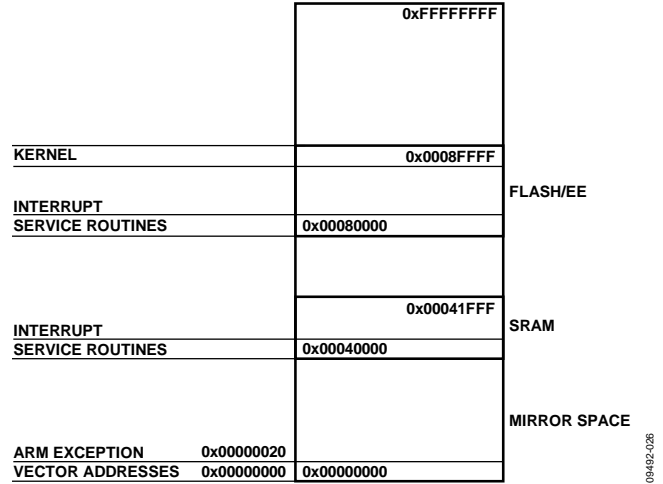 0xFFFFFFFF
KERNEL 0x0008FFFF
FLASH/EE
INTERRUPT
SERVICE ROUTINES 0x00080000
0x00041FFF
SRAM
INTERRUPT
SERVICE ROUTINES 0x00040000
MIRROR SPACE
ARM EXCEPTION 0x00000020
VECTOR ADDRESSES 0x00000000 0x00000000
09492-026